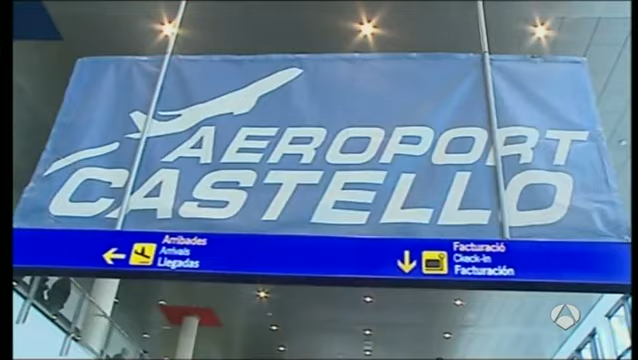 AEROPORT
CASTELLO
Arribades
Arrivals
Llegadas
Facturació
Check-in
Facturación